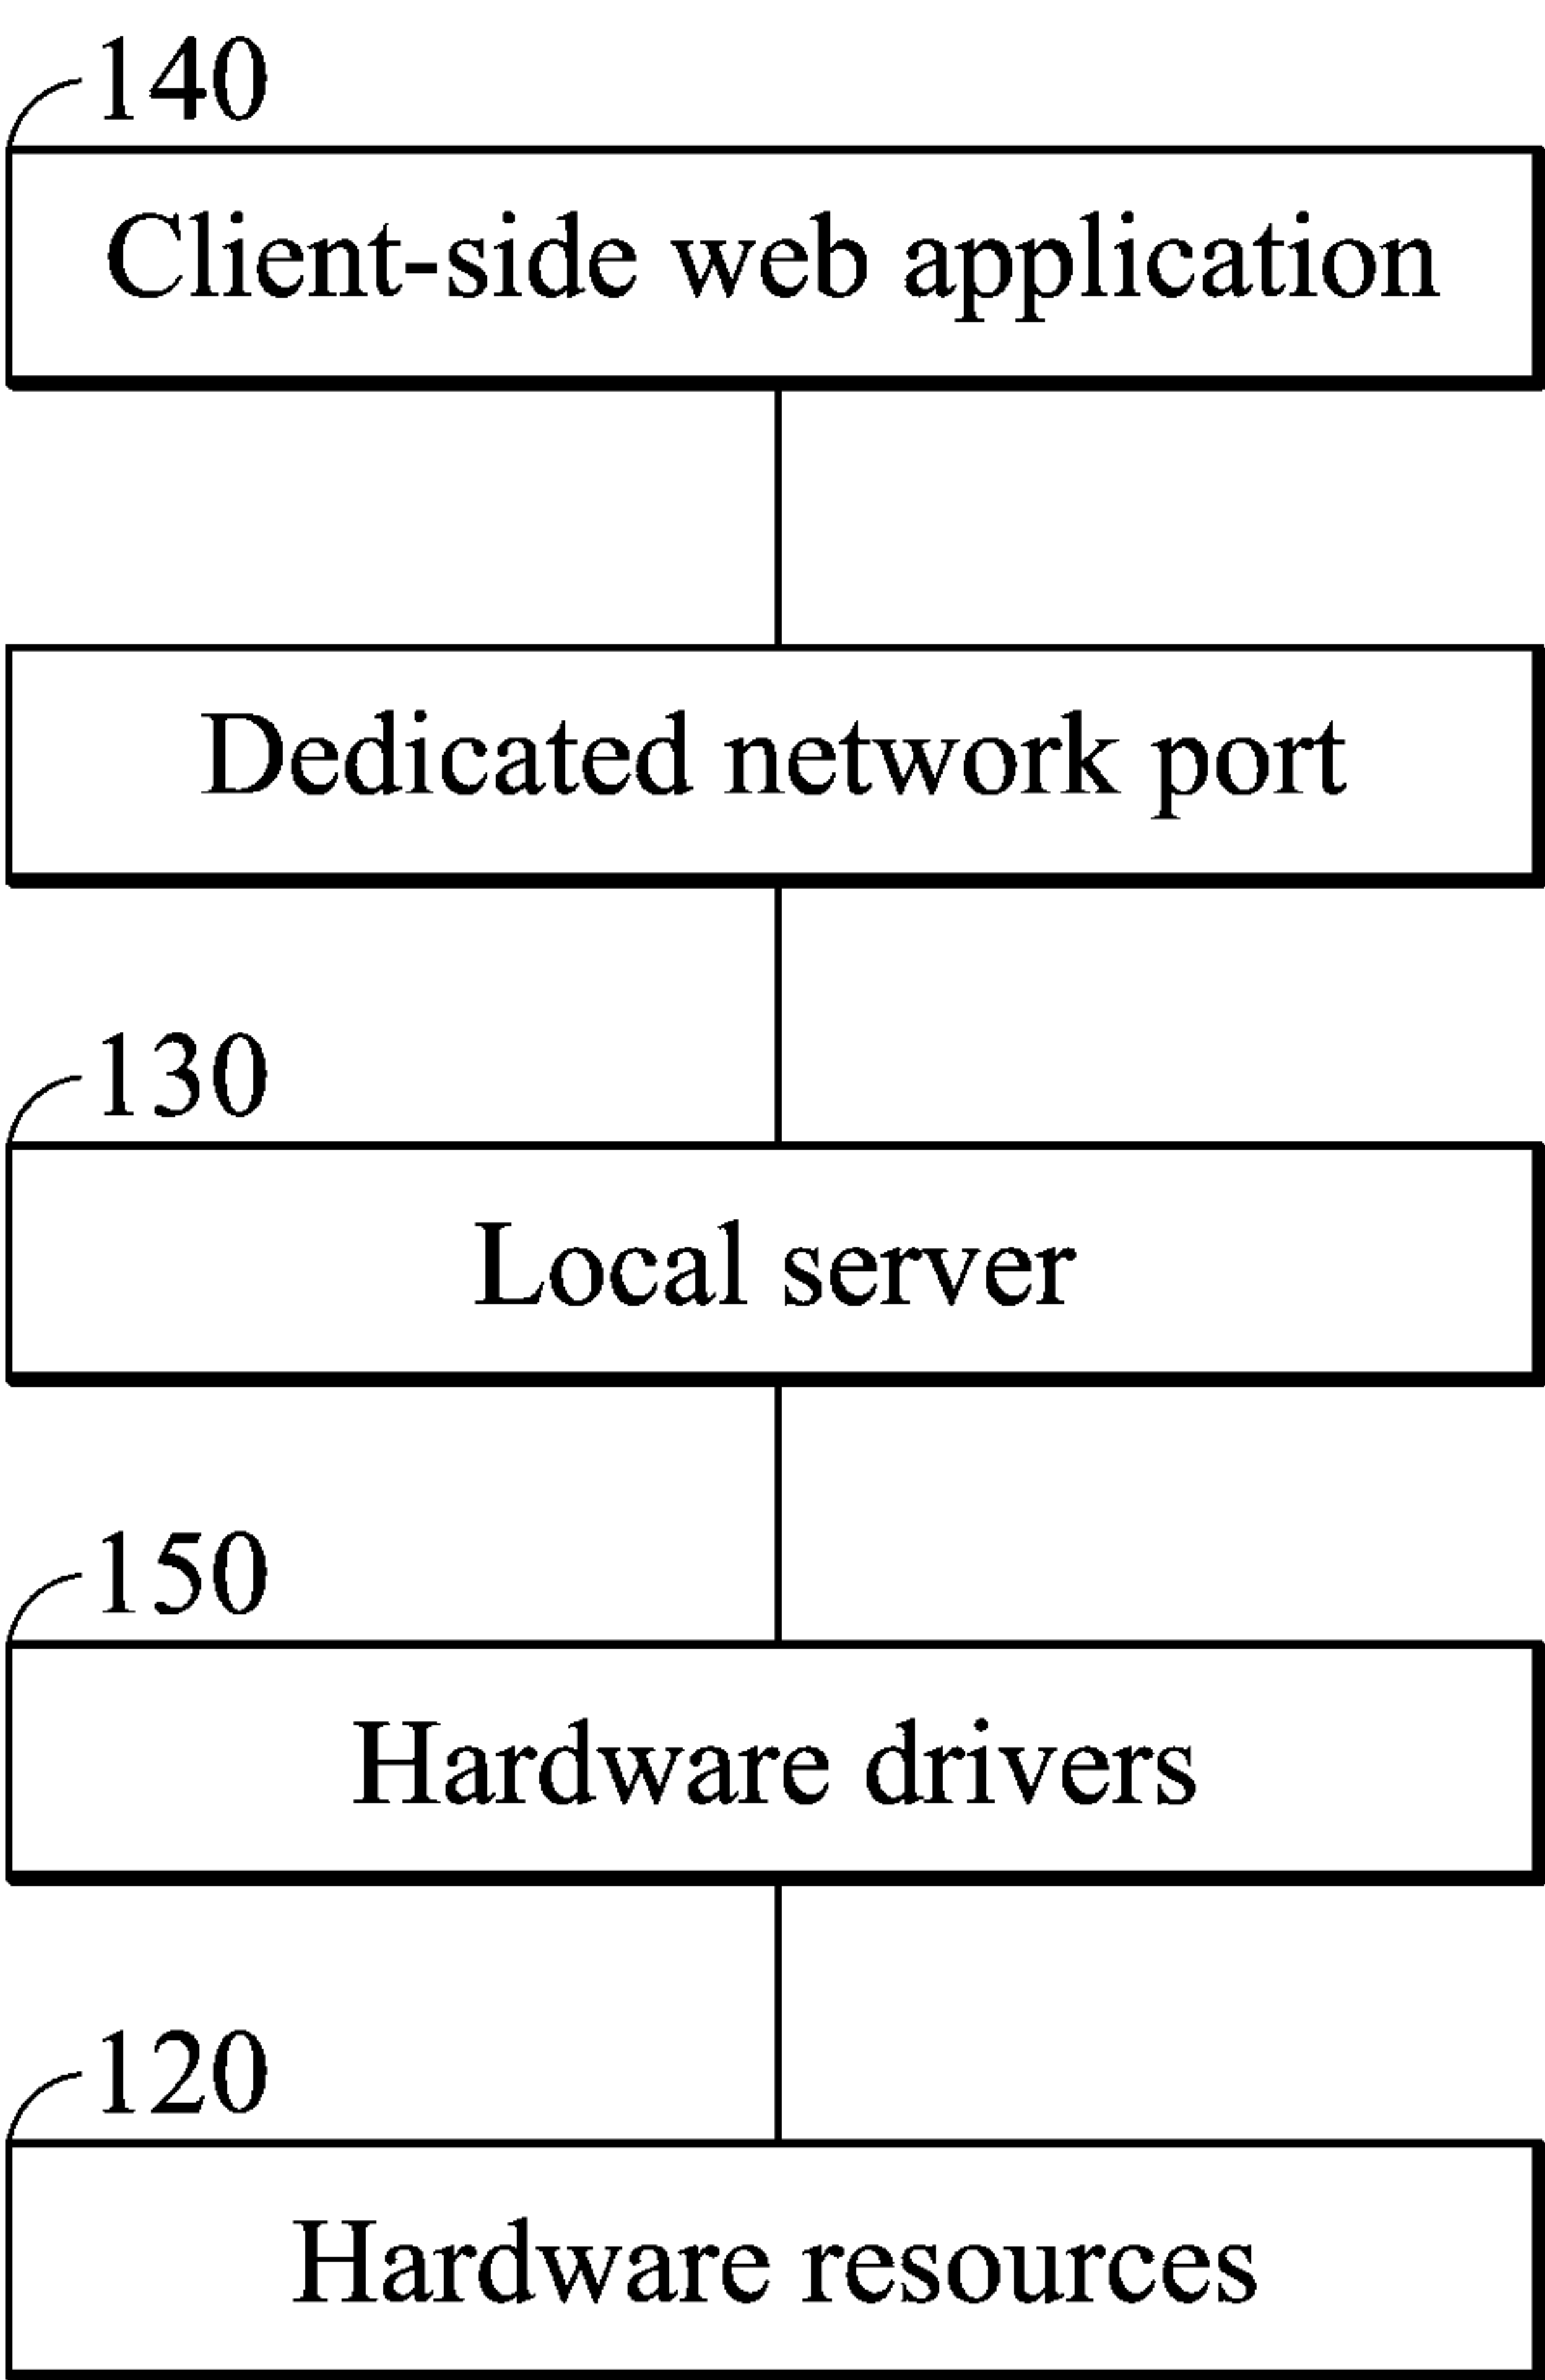 140
Client-side web application
Dedicated network port
130
Local server
150
Hardware drivers
120
Hardware resources